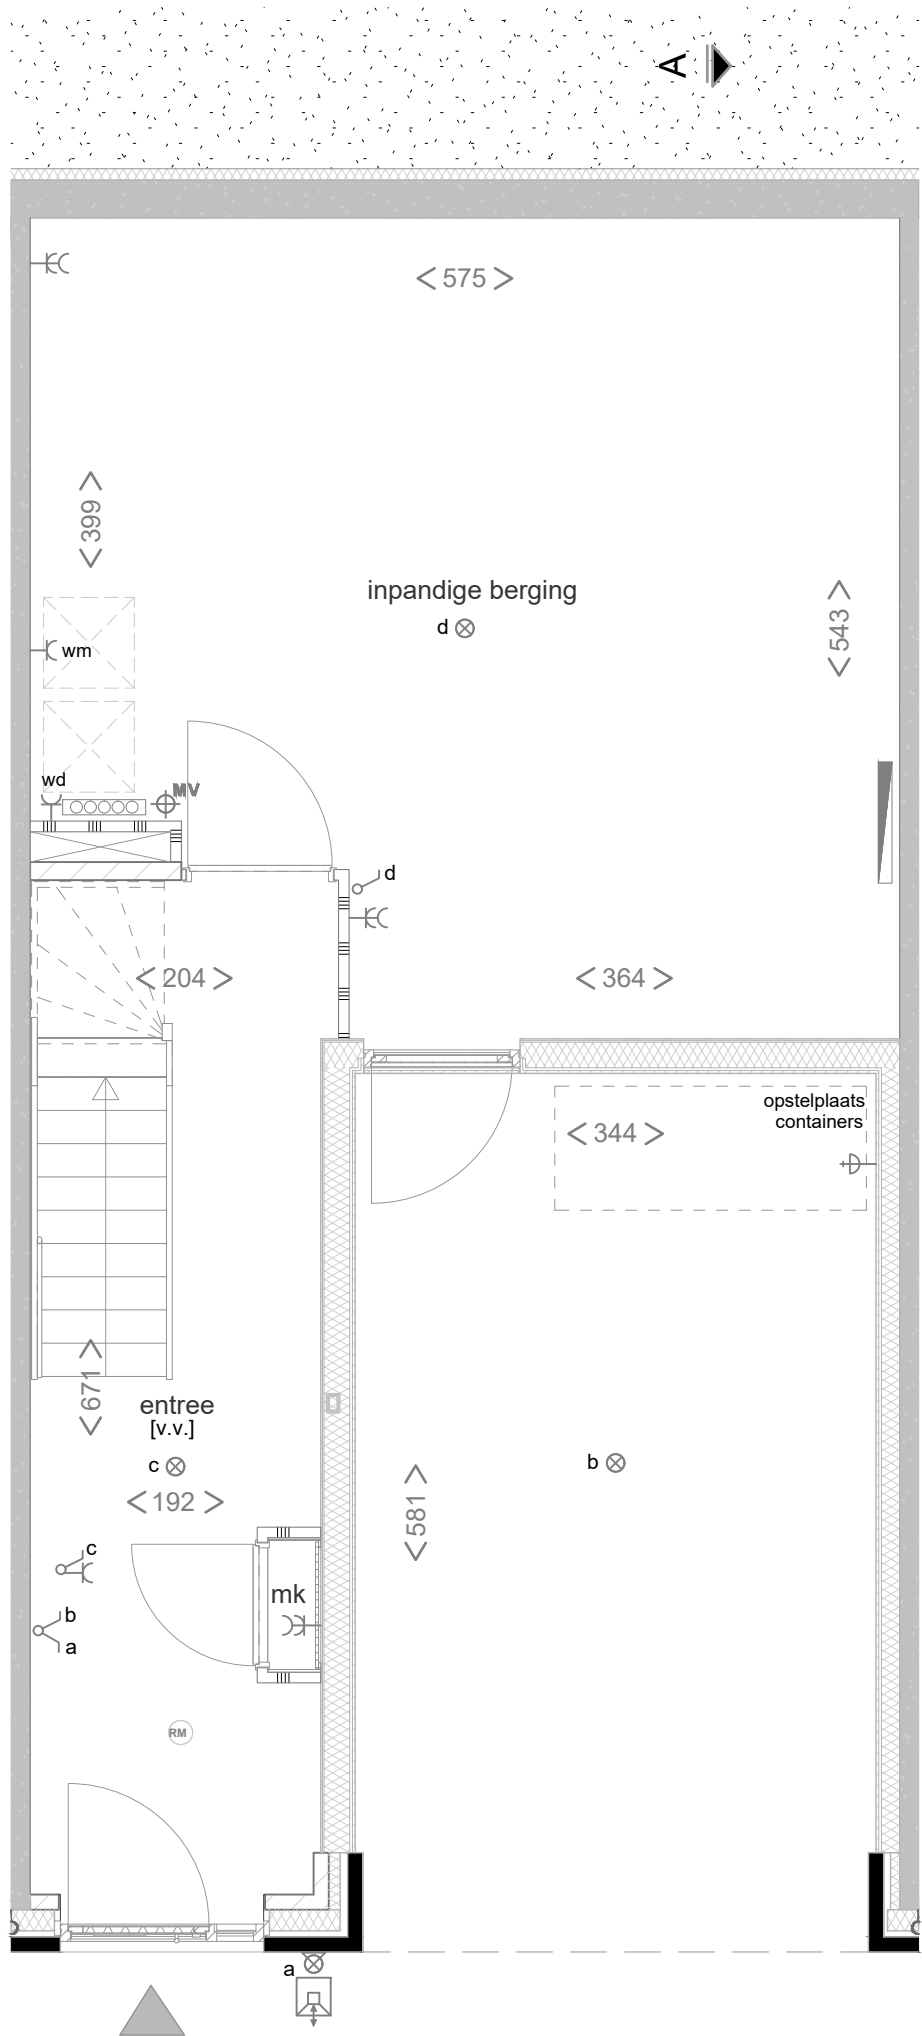 A
575
399
inpandige berging
d
543
wm
wd
MV
d
204
364
opstelplaats
containers
344
671
entree
[v.v.]
c
192
b
581
c
mk
b
a
RM
a